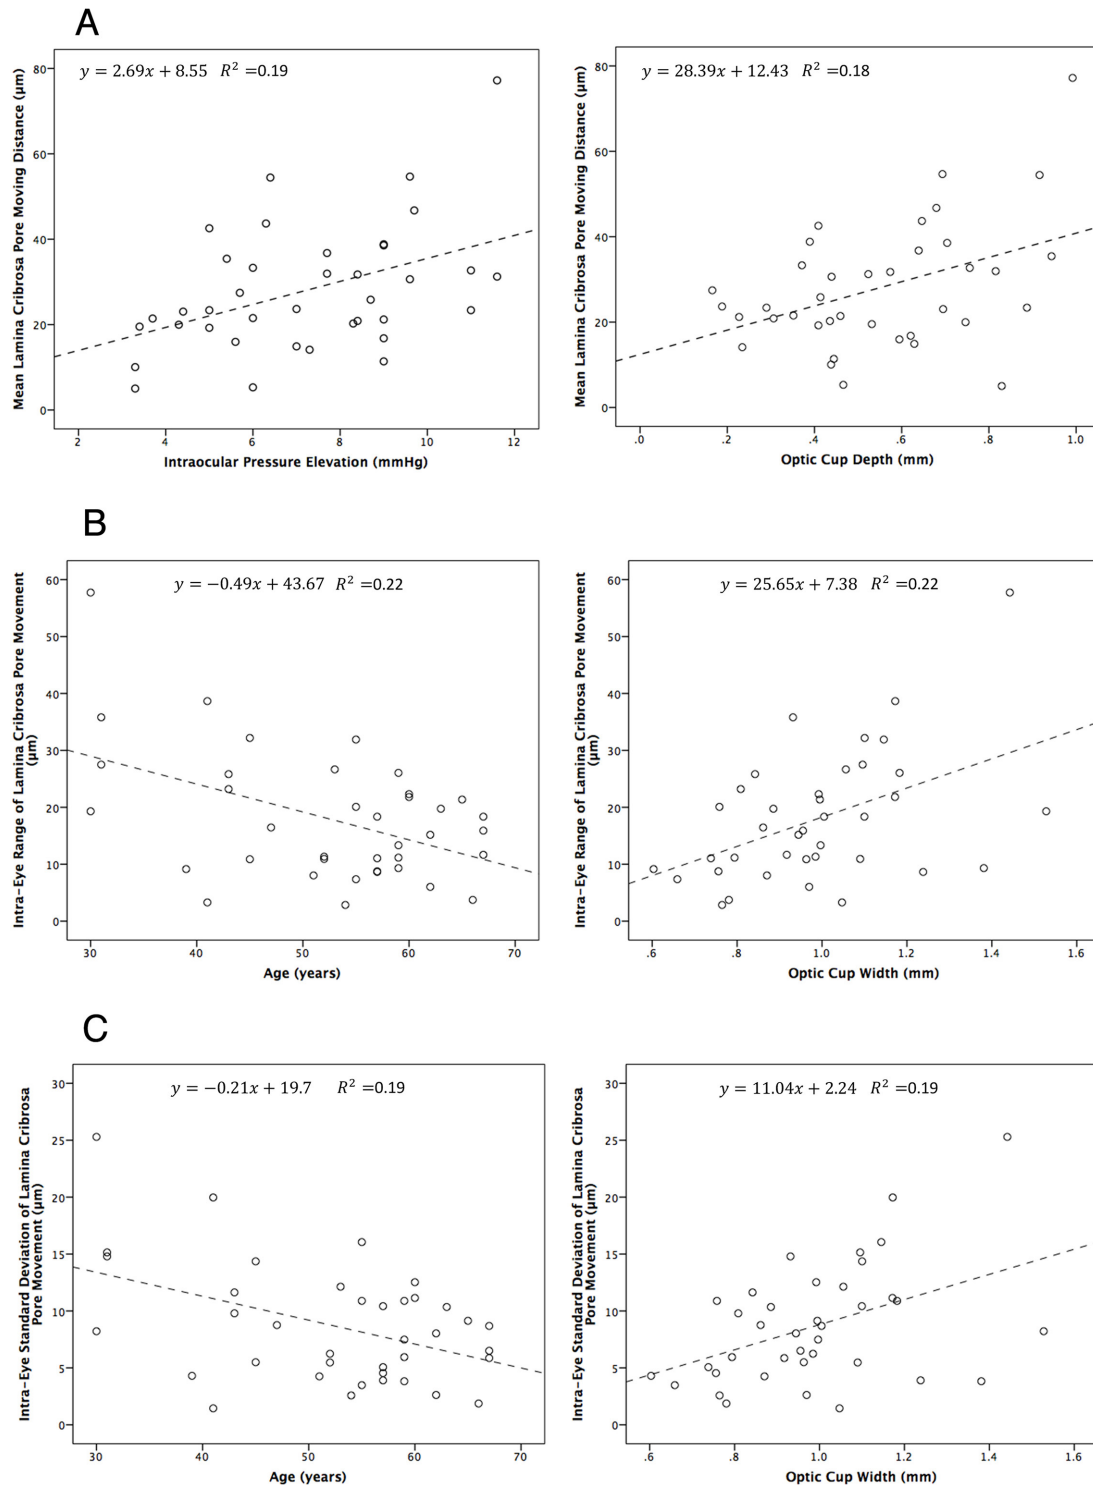 A
y = 2.69x + 8.55 R² =0.19
Mean Lamina Cribrosa Pore Moving Distance (µm)
80
60
40
20
0
2 4 6 8 10 12
Intraocular Pressure Elevation (mmHg)
y = 28.39x + 12.43 R² =0.18
Mean Lamina Cribrosa Pore Moving Distance (µm)
80
60
40
20
0
.0 .2 .4 .6 .8 1.0
Optic Cup Depth (mm)
B
y = −0.49x + 43.67 R² =0.22
Intra-Eye Range of Lamina Cribrosa Pore Movement
(µm)
60
50
40
30
20
10
0
30 40 50 60 70
Age (years)
y = 25.65x + 7.38 R² =0.22
Intra-Eye Range of Lamina Cribrosa Pore Movement
(µm)
60
50
40
30
20
10
0
.6 .8 1.0 1.2 1.4 1.6
Optic Cup Width (mm)
C
y = −0.21x + 19.7 R² =0.19
Intra-Eye Standard Deviation of Lamina Cribrosa
Pore Movement (µm)
30
25
20
15
10
5
0
30 40 50 60 70
Age (years)
y = 11.04x + 2.24 R² =0.19
Intra-Eye Standard Deviation of Lamina Cribrosa
Pore Movement (µm)
30
25
20
15
10
5
0
.6 .8 1.0 1.2 1.4 1.6
Optic Cup Width (mm)